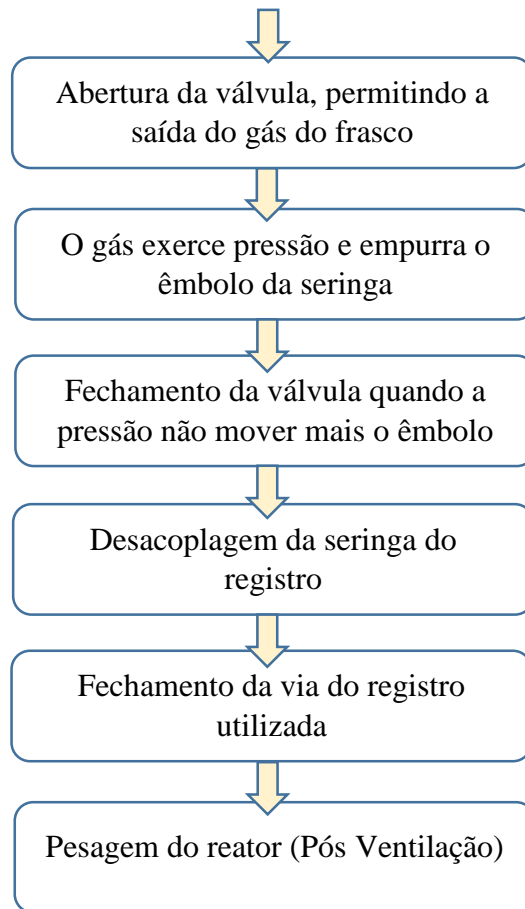 Abertura da válvula, permitindo a
saída do gás do frasco
O gás exerce pressão e empurra o
êmbolo da seringa
Fechamento da válvula quando a
pressão não mover mais o êmbolo
Desacoplagem da seringa do
registro
Fechamento da via do registro
utilizada
Pesagem do reator (Pós Ventilação)